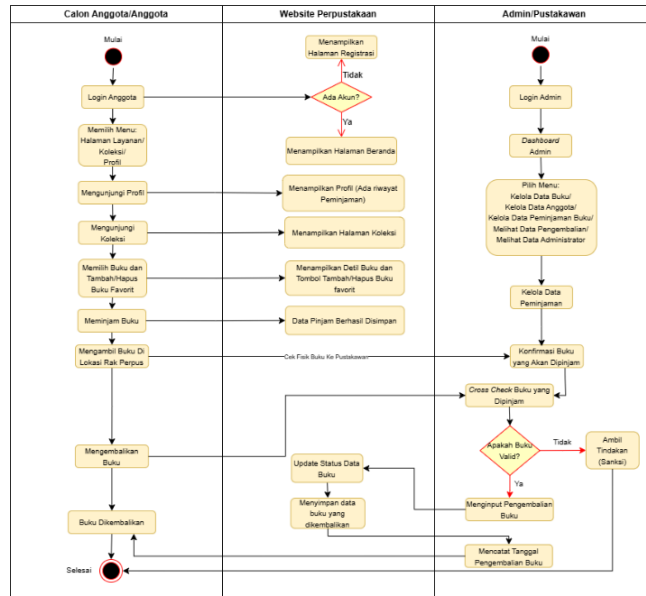 Calon Anggota/Anggota
Website Perpustakaan
Admin/Pustakawan
Mulai
Login Anggota
Memilih Menu:
Halaman Layanan/
Koleksi/
Profil
Mengunjungi Profil
Mengunjungi
Koleksi
Memilih Buku dan
Tambah/Hapus
Buku Favorit
Meminjam Buku
Mengambil Buku Di
Lokasi Rak Perpus
Mengembalikan
Buku
Buku Dikembalikan
Selesai
Menampilkan
Halaman Registrasi
Tidak
Ada Akun?
Ya
Menampilkan Halaman Beranda
Menampilkan Profil (Ada riwayat
Peminjaman)
Menampilkan Halaman Koleksi
Menampilkan Detil Buku dan
Tombol Tambah/Hapus Buku
favorit
Data Pinjam Berhasil Disimpan
Cek Fisik Buku Ke Pustakawan
Update Status Data
Buku
Menyimpan data
buku yang
dikembalikan
Mulai
Login Admin
Dashboard
Admin
Pilih Menu:
Kelola Data Buku/
Kelola Data Anggota/
Kelola Data Peminjaman Buku/
Melihat Data Pengembalian/
Melihat Data Administrator
Kelola Data
Peminjaman
Konfirmasi Buku
yang Akan Dipinjam
Cross Check Buku yang
Dipinjam
Apakah Buku
Valid?
Tidak
Ambil
Tindakan
(Sanksi)
Ya
Menginput Pengembalian
Buku
Mencatat Tanggal
Pengembalian Buku